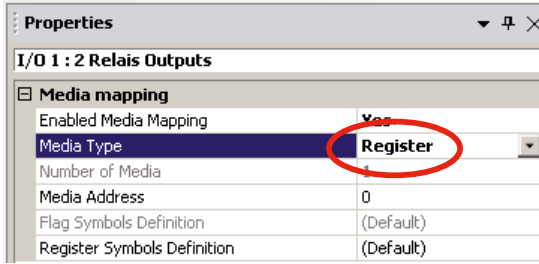 Properties
I/O 1 : 2 Relais Outputs
Media mapping
Enabled Media Mapping Yes
Media Type Register
Number of Media 1
Media Address 0
Flag Symbols Definition (Default)
Register Symbols Definition (Default)